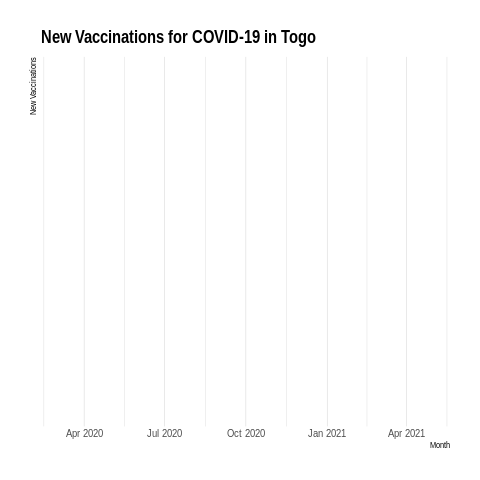 New Vaccinations for COVID-19 in Togo
New Vaccinations
Apr 2020 Jul 2020 Oct 2020 Jan 2021 Apr 2021
Month